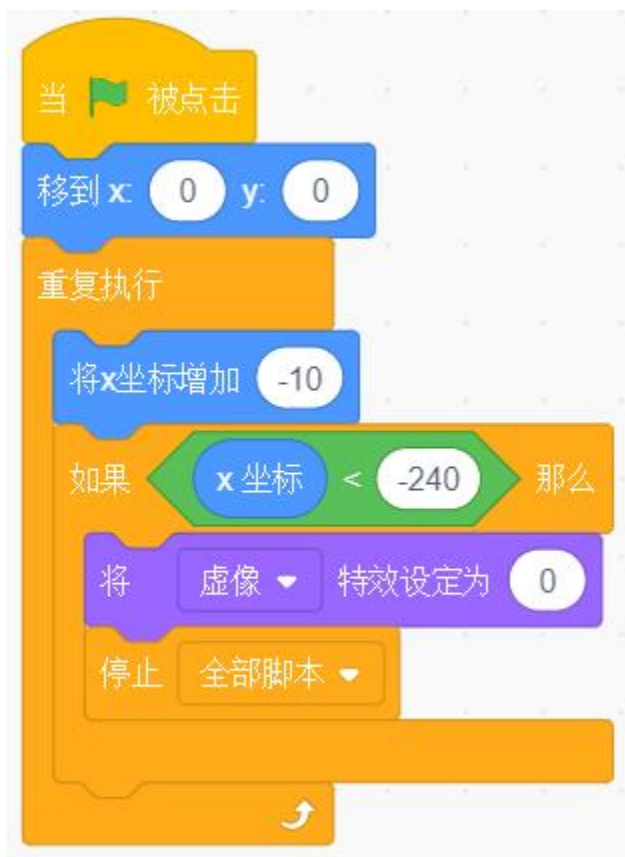 当 被点击
移到 x: 0 y: 0
重复执行
将x坐标增加 -10
如果 x 坐标 < -240 那么
将 虚像 特效设定为 0
停止 全部脚本